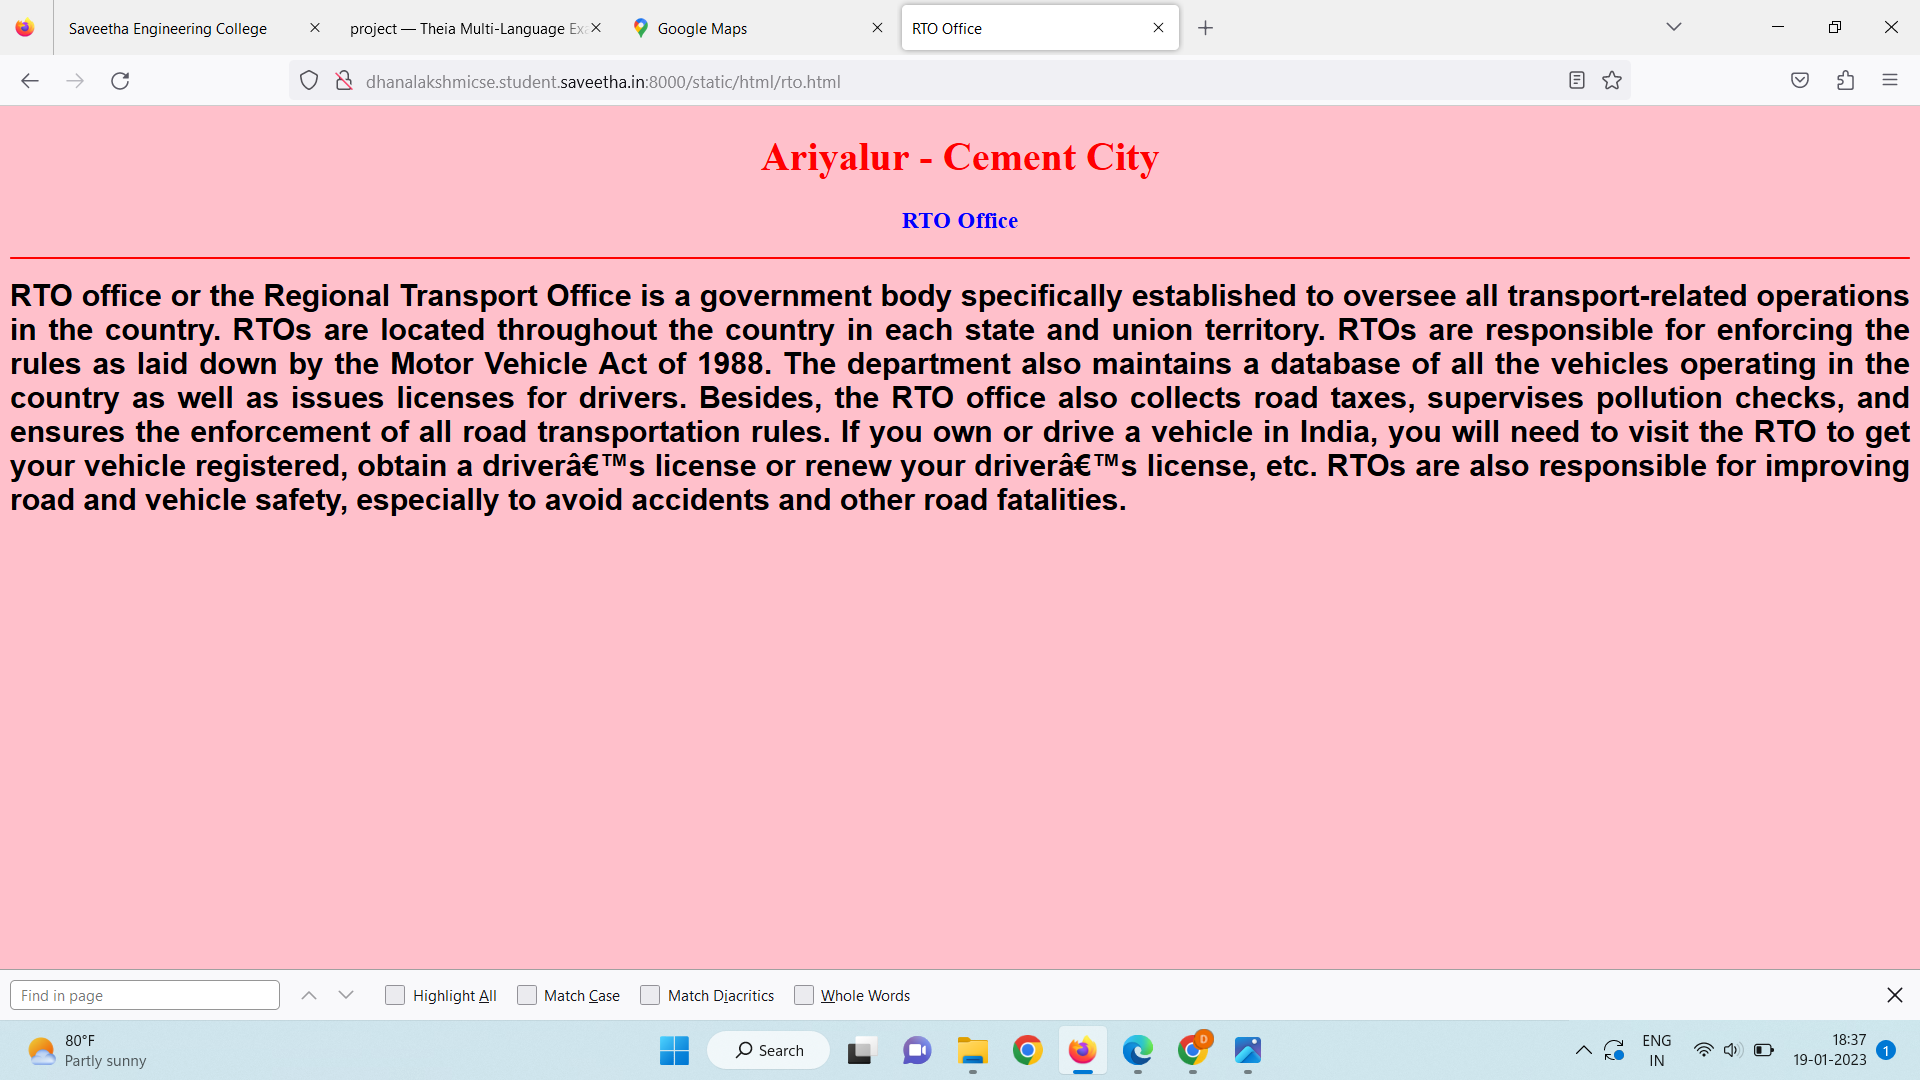 Saveetha Engineering College
project — Theia Multi-Language Ex
Google Maps
RTO Office
dhanalakshmicse.student.saveetha.in:8000/static/html/rto.html
Ariyalur - Cement City
RTO Office
RTO office or the Regional Transport Office is a government body specifically established to oversee all transport-related operations
in the country. RTOs are located throughout the country in each state and union territory. RTOs are responsible for enforcing the
rules as laid down by the Motor Vehicle Act of 1988. The department also maintains a database of all the vehicles operating in the
country as well as issues licenses for drivers. Besides, the RTO office also collects road taxes, supervises pollution checks, and
ensures the enforcement of all road transportation rules. If you own or drive a vehicle in India, you will need to visit the RTO to get
your vehicle registered, obtain a driverâ€™s license or renew your driverâ€™s license, etc. RTOs are also responsible for improving
road and vehicle safety, especially to avoid accidents and other road fatalities.
Find in page
Highlight All
Match Case
Match Diacritics
Whole Words
80°F
Partly sunny
Search
D
ENG
IN
18:37
19-01-2023
1